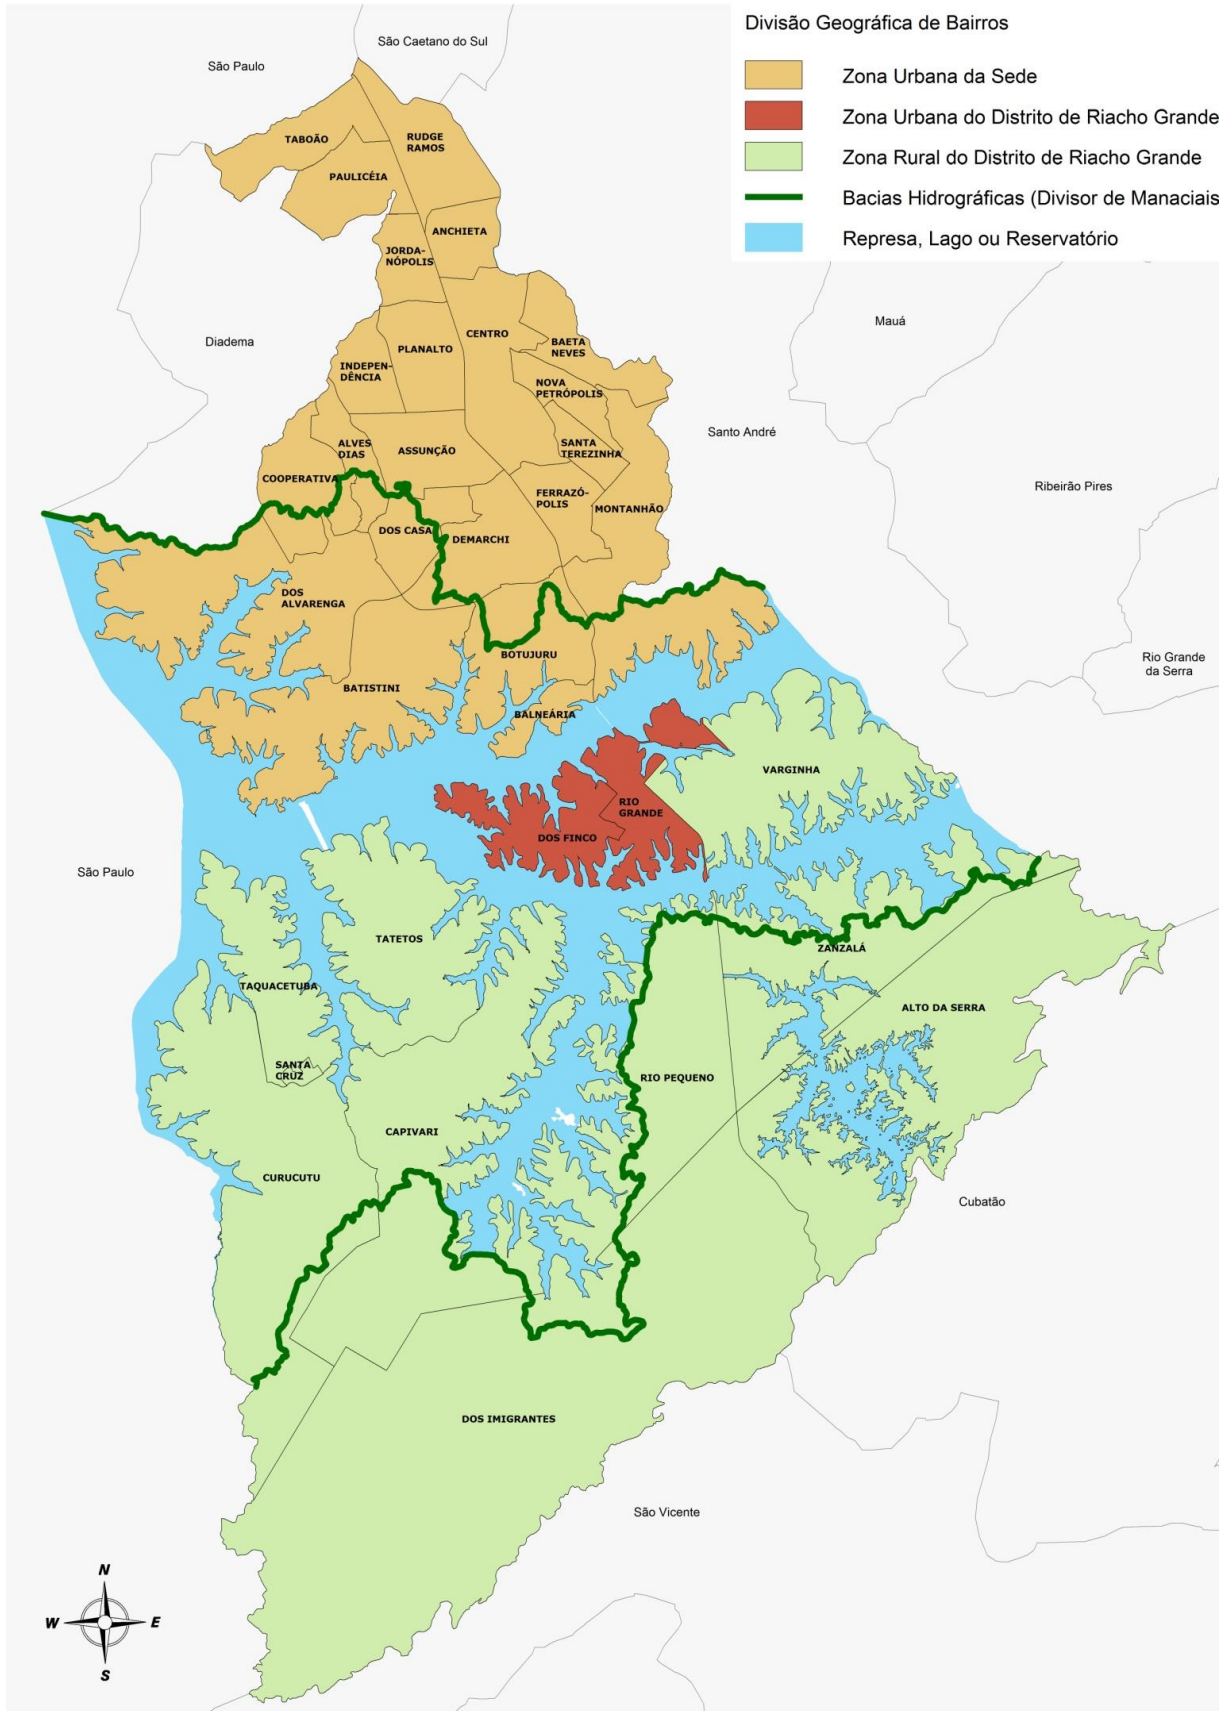 Divisão Geográfica de Bairros
Zona Urbana da Sede
Zona Urbana do Distrito de Riacho Grande
Zona Rural do Distrito de Riacho Grande
Bacias Hidrográficas (Divisor de Manaciais
Represa, Lago ou Reservatório
São Caetano do Sul
São Paulo
TABOÃO
RUDGE
RAMOS
PAULICÉIA
ANCHIETA
JORDA-
NÓPOLIS
Mauá
Diadema
CENTRO
PLANALTO
BAETA
NEVES
INDEPEN-
DÊNCIA
NOVA
PETRÓPOLIS
Santo André
ALVES
DIAS
ASSUNÇÃO
SANTA
TEREZINHA
COOPERATIVA
Ribeirão Pires
FERRAZÓ-
POLIS
MONTANHÃO
DOS CASA
DEMARCHI
DOS
ALVARENGA
BOTUJURU
Rio Grande
da Serra
BATISTINI
BALNEÁRIA
VARGINHA
RIO
GRANDE
DOS FINCO
São Paulo
TATETOS
ZANZALÁ
TAQUACETUBA
ALTO DA SERRA
SANTA
CRUZ
RIO PEQUENO
CAPIVARI
CURUCUTU
Cubatão
DOS IMIGRANTES
São Vicente
N
W
E
S